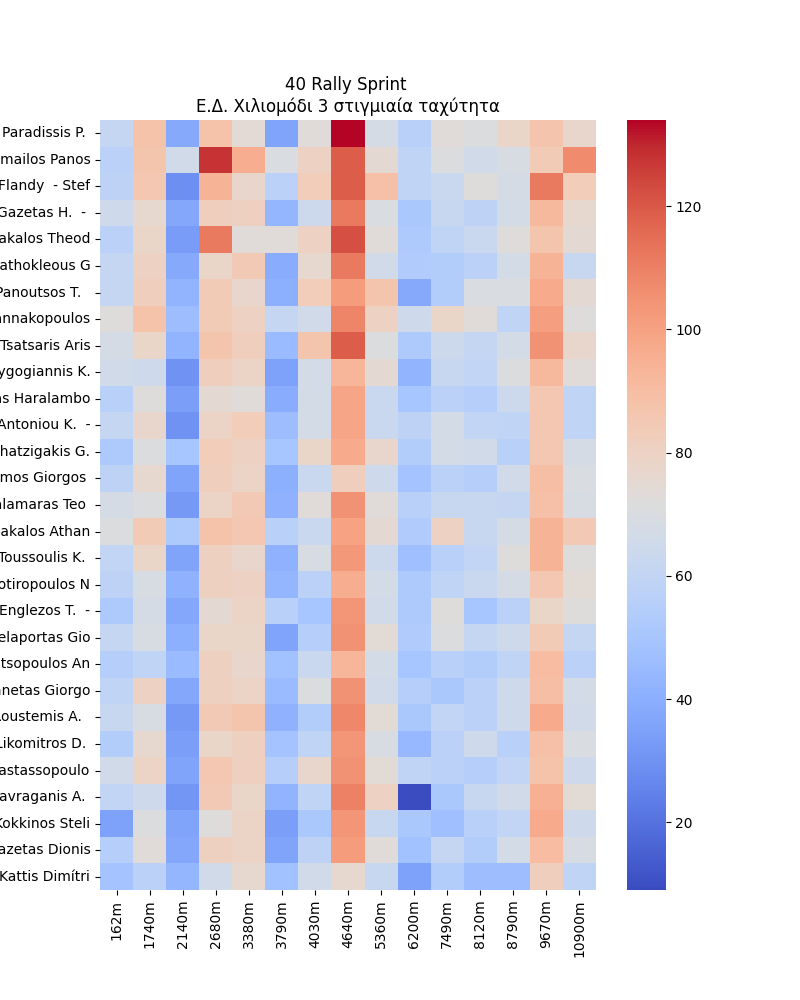 40 Rally Sprint
Ε.Δ. Χιλιομόδι 3 στιγμιαία ταχύτητα
Paradissis P.
mailos Panos
Flandy - Stef
Gazetas H. -
akalos Theod
athokleous G
Panoutsos T.
annakopoulos
Tsatsaris Aris
ygogiannis K.
as Haralambo
Antoniou K. -
hatzigakis G.
mos Giorgos
alamaras Teo
akalos Athan
Toussoulis K.
otiropoulos N
Englezos T. -
elaportas Gio
tsopoulos An
anetas Giorgo
oustemis A.
Likomitros D.
astassopoulo
avraganis A.
Kokkinos Steli
azetas Dionis
Kattis Dimítri
162m
1740m
2140m
2680m
3380m
3790m
4030m
4640m
5360m
6200m
7490m
8120m
8790m
9670m
10900m
120
100
80
60
40
20